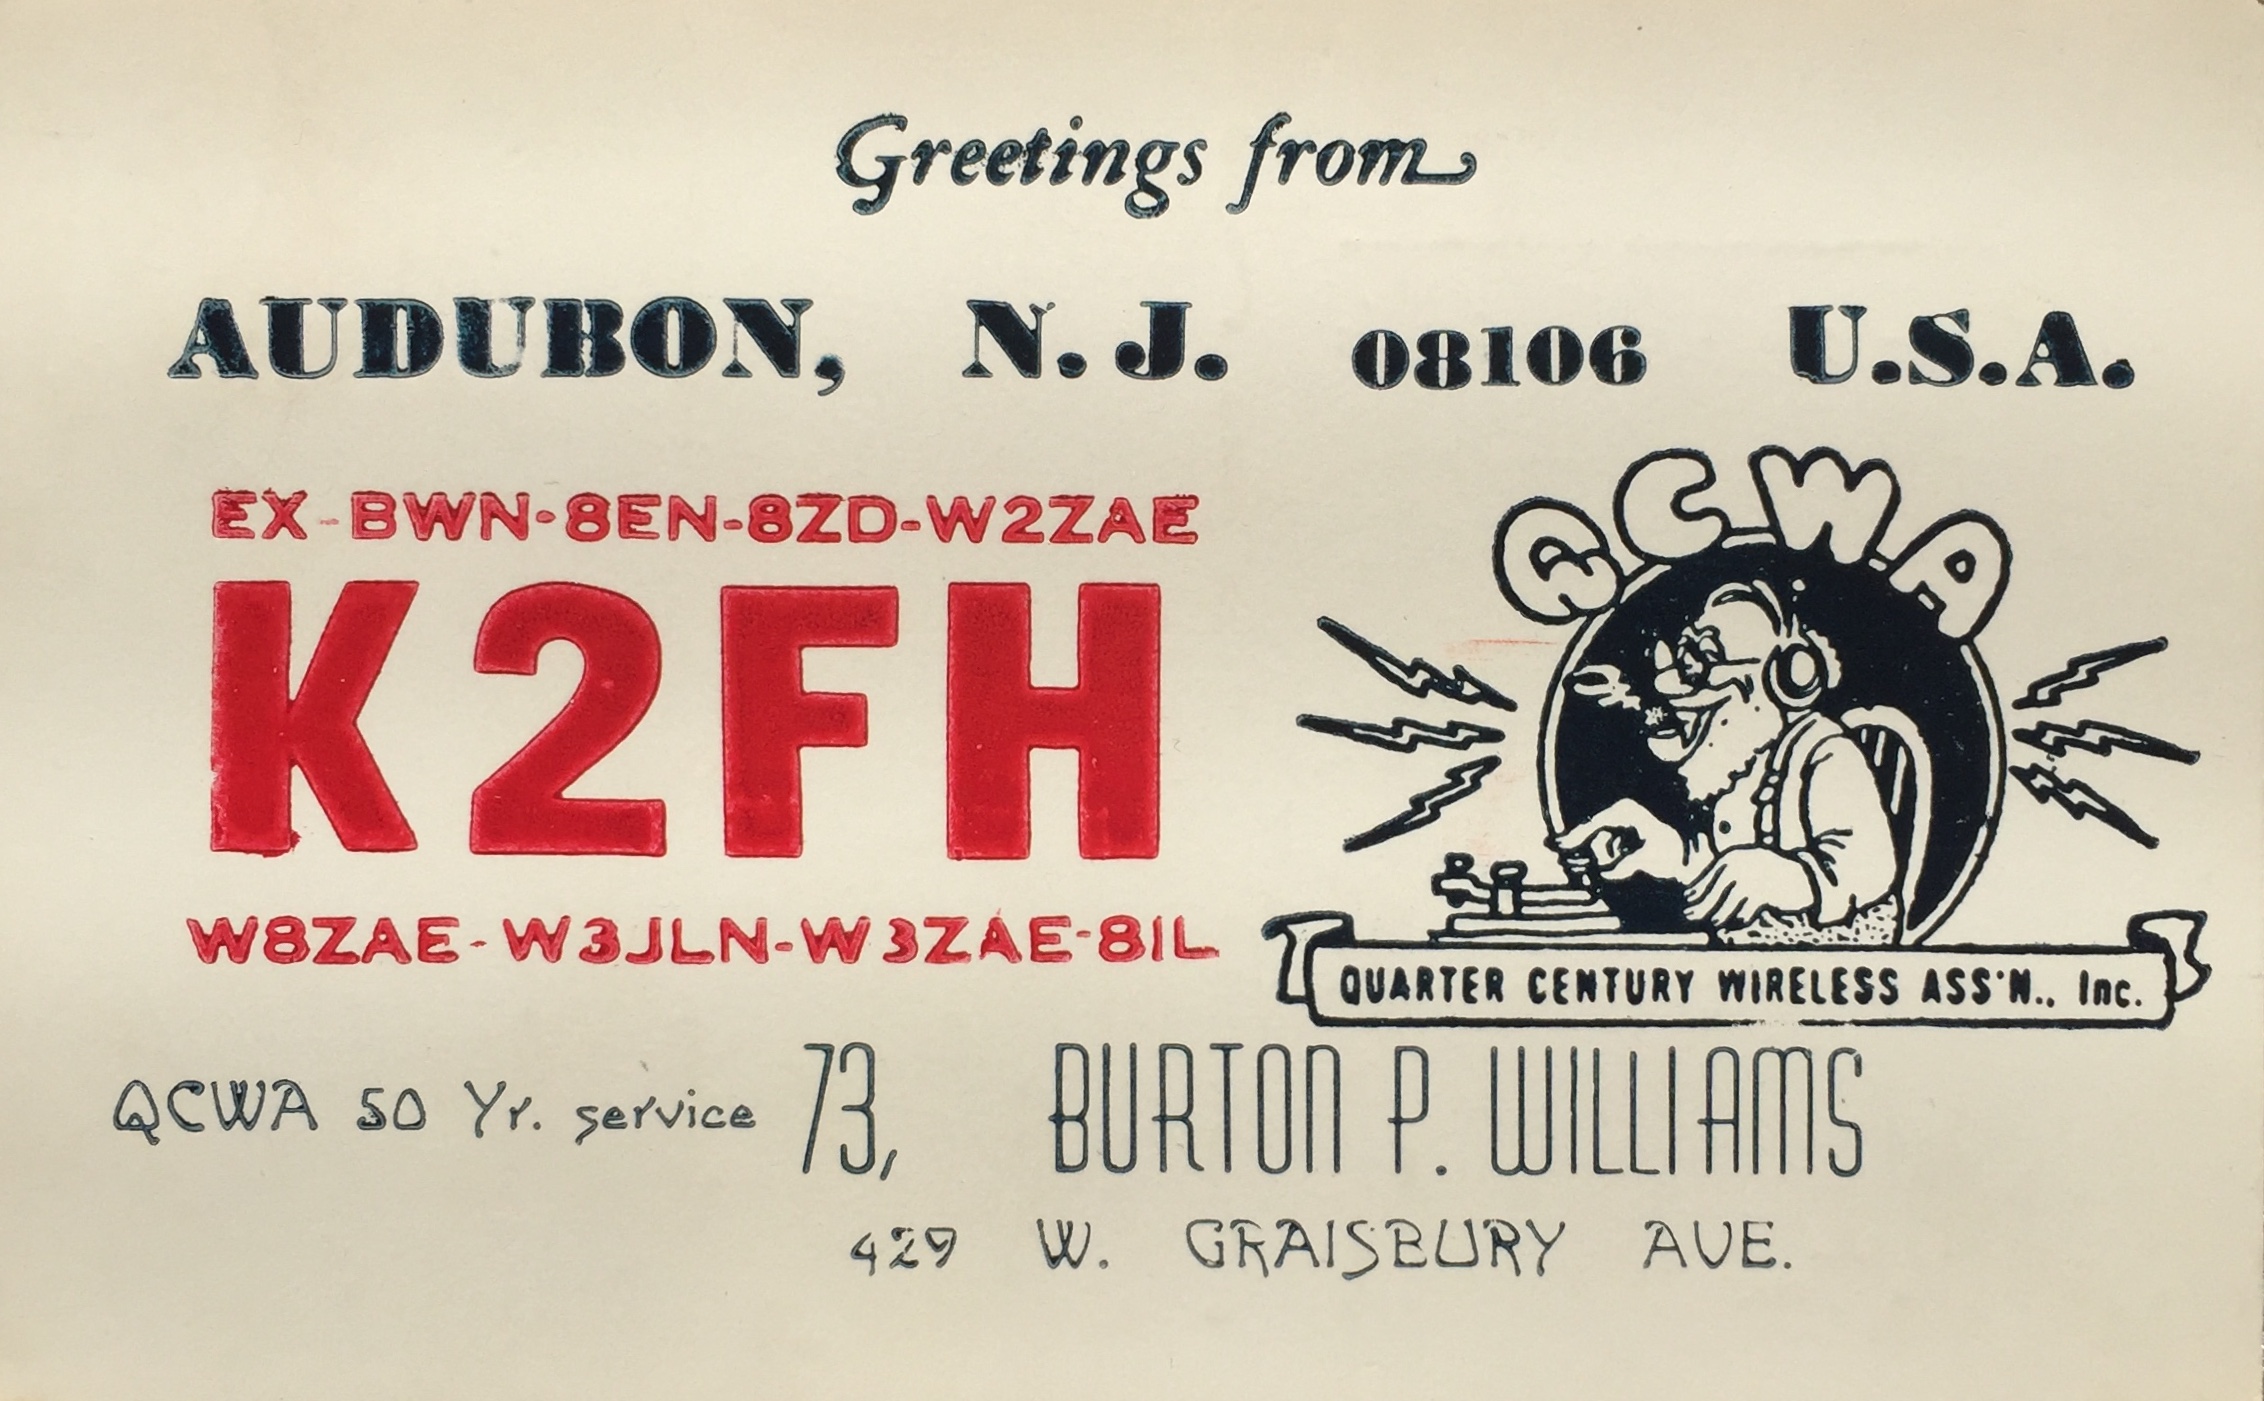 Greetings from
AUDUBON, N. J. 08106 U.S.A.
EX-BWN-8EN-8ZD-W2ZAE
K2FH
W8ZAE-W3JLN-W3ZAE-8IL
QCWA
QUARTER CENTURY WIRELESS ASS'N., Inc.
QCWA 50 Yr. service 73, BURTON P. WILLIAMS
429 W. GRAISBURY AVE.